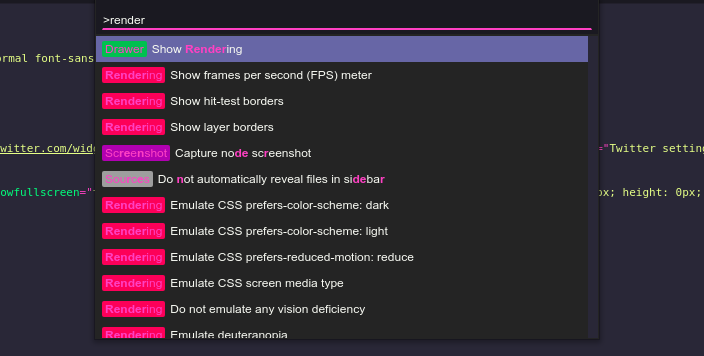 >render
Drawer Show Rendering
ormal font-sans
Rendering Show frames per second (FPS) meter
Rendering Show hit-test borders
Rendering Show layer borders
witter.com/wid Screenshot Capture node screenshot ="Twitter setting
Sources Do not automatically reveal files in sidebar
owfullscreen=" px; height: 0px;
Rendering Emulate CSS prefers-color-scheme: dark
Rendering Emulate CSS prefers-color-scheme: light
Rendering Emulate CSS prefers-reduced-motion: reduce
Rendering Emulate CSS screen media type
Rendering Do not emulate any vision deficiency
Rendering Emulate deuteranopia